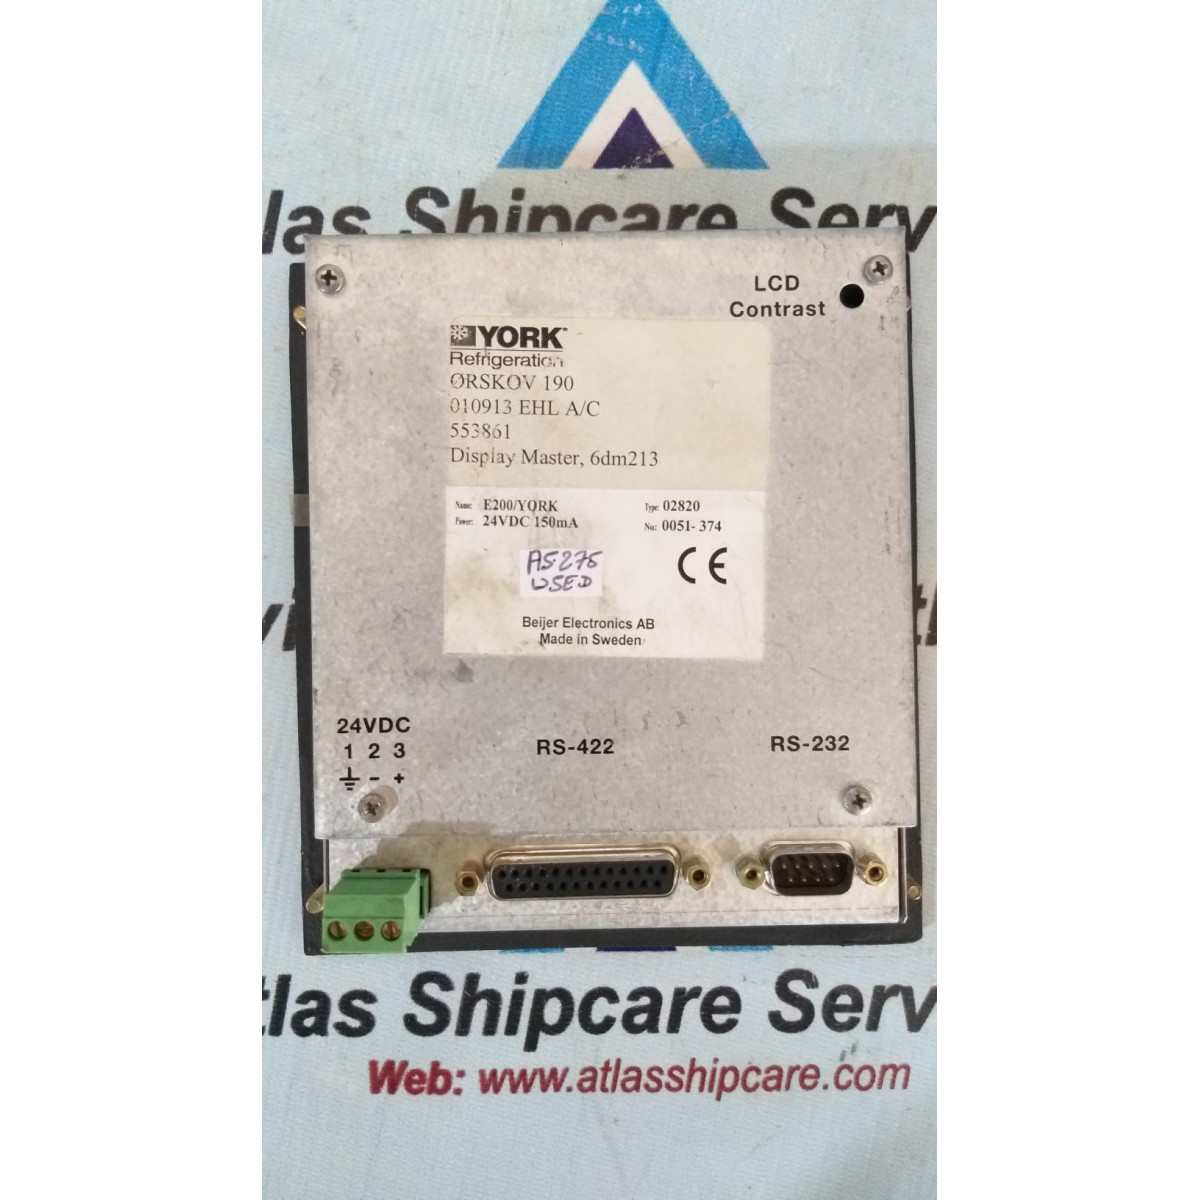 las Shipcare Serv
LCD
Contrast
YORK
Refrigeration
ØRSKOV 190
010913 EHL A/C
553861
Display Master, 6dm213
Name: E200/YORK Type: 02820
Power: 24VDC 150mA No: 0051-374
AS-275
USED
CE
Beijer Electronics AB
Made in Sweden
24VDC
1 2 3
- +
RS-422
RS-232
tlas Shipcare Serv
Web: www.atlasshipcare.com